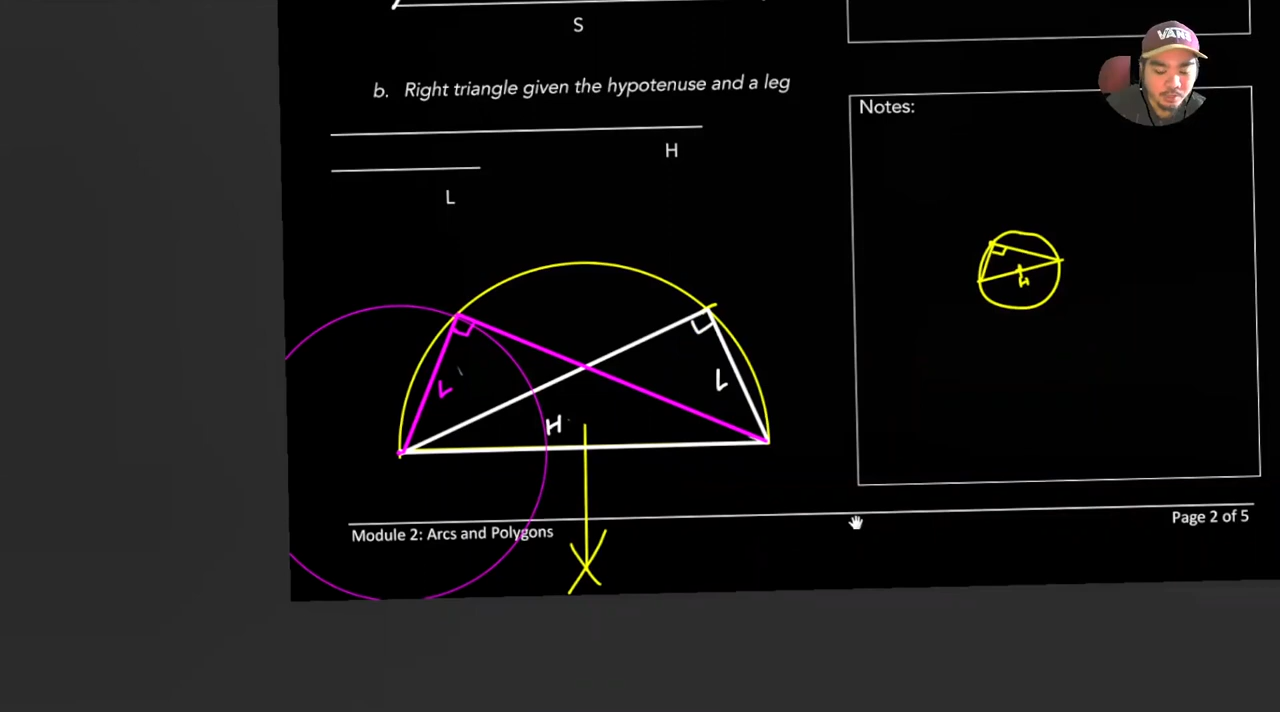 S
b. Right triangle given the hypotenuse and a leg
H
L
Notes:
VANS
H
L
L
H
Module 2: Arcs and Polygons
Page 2 of 5